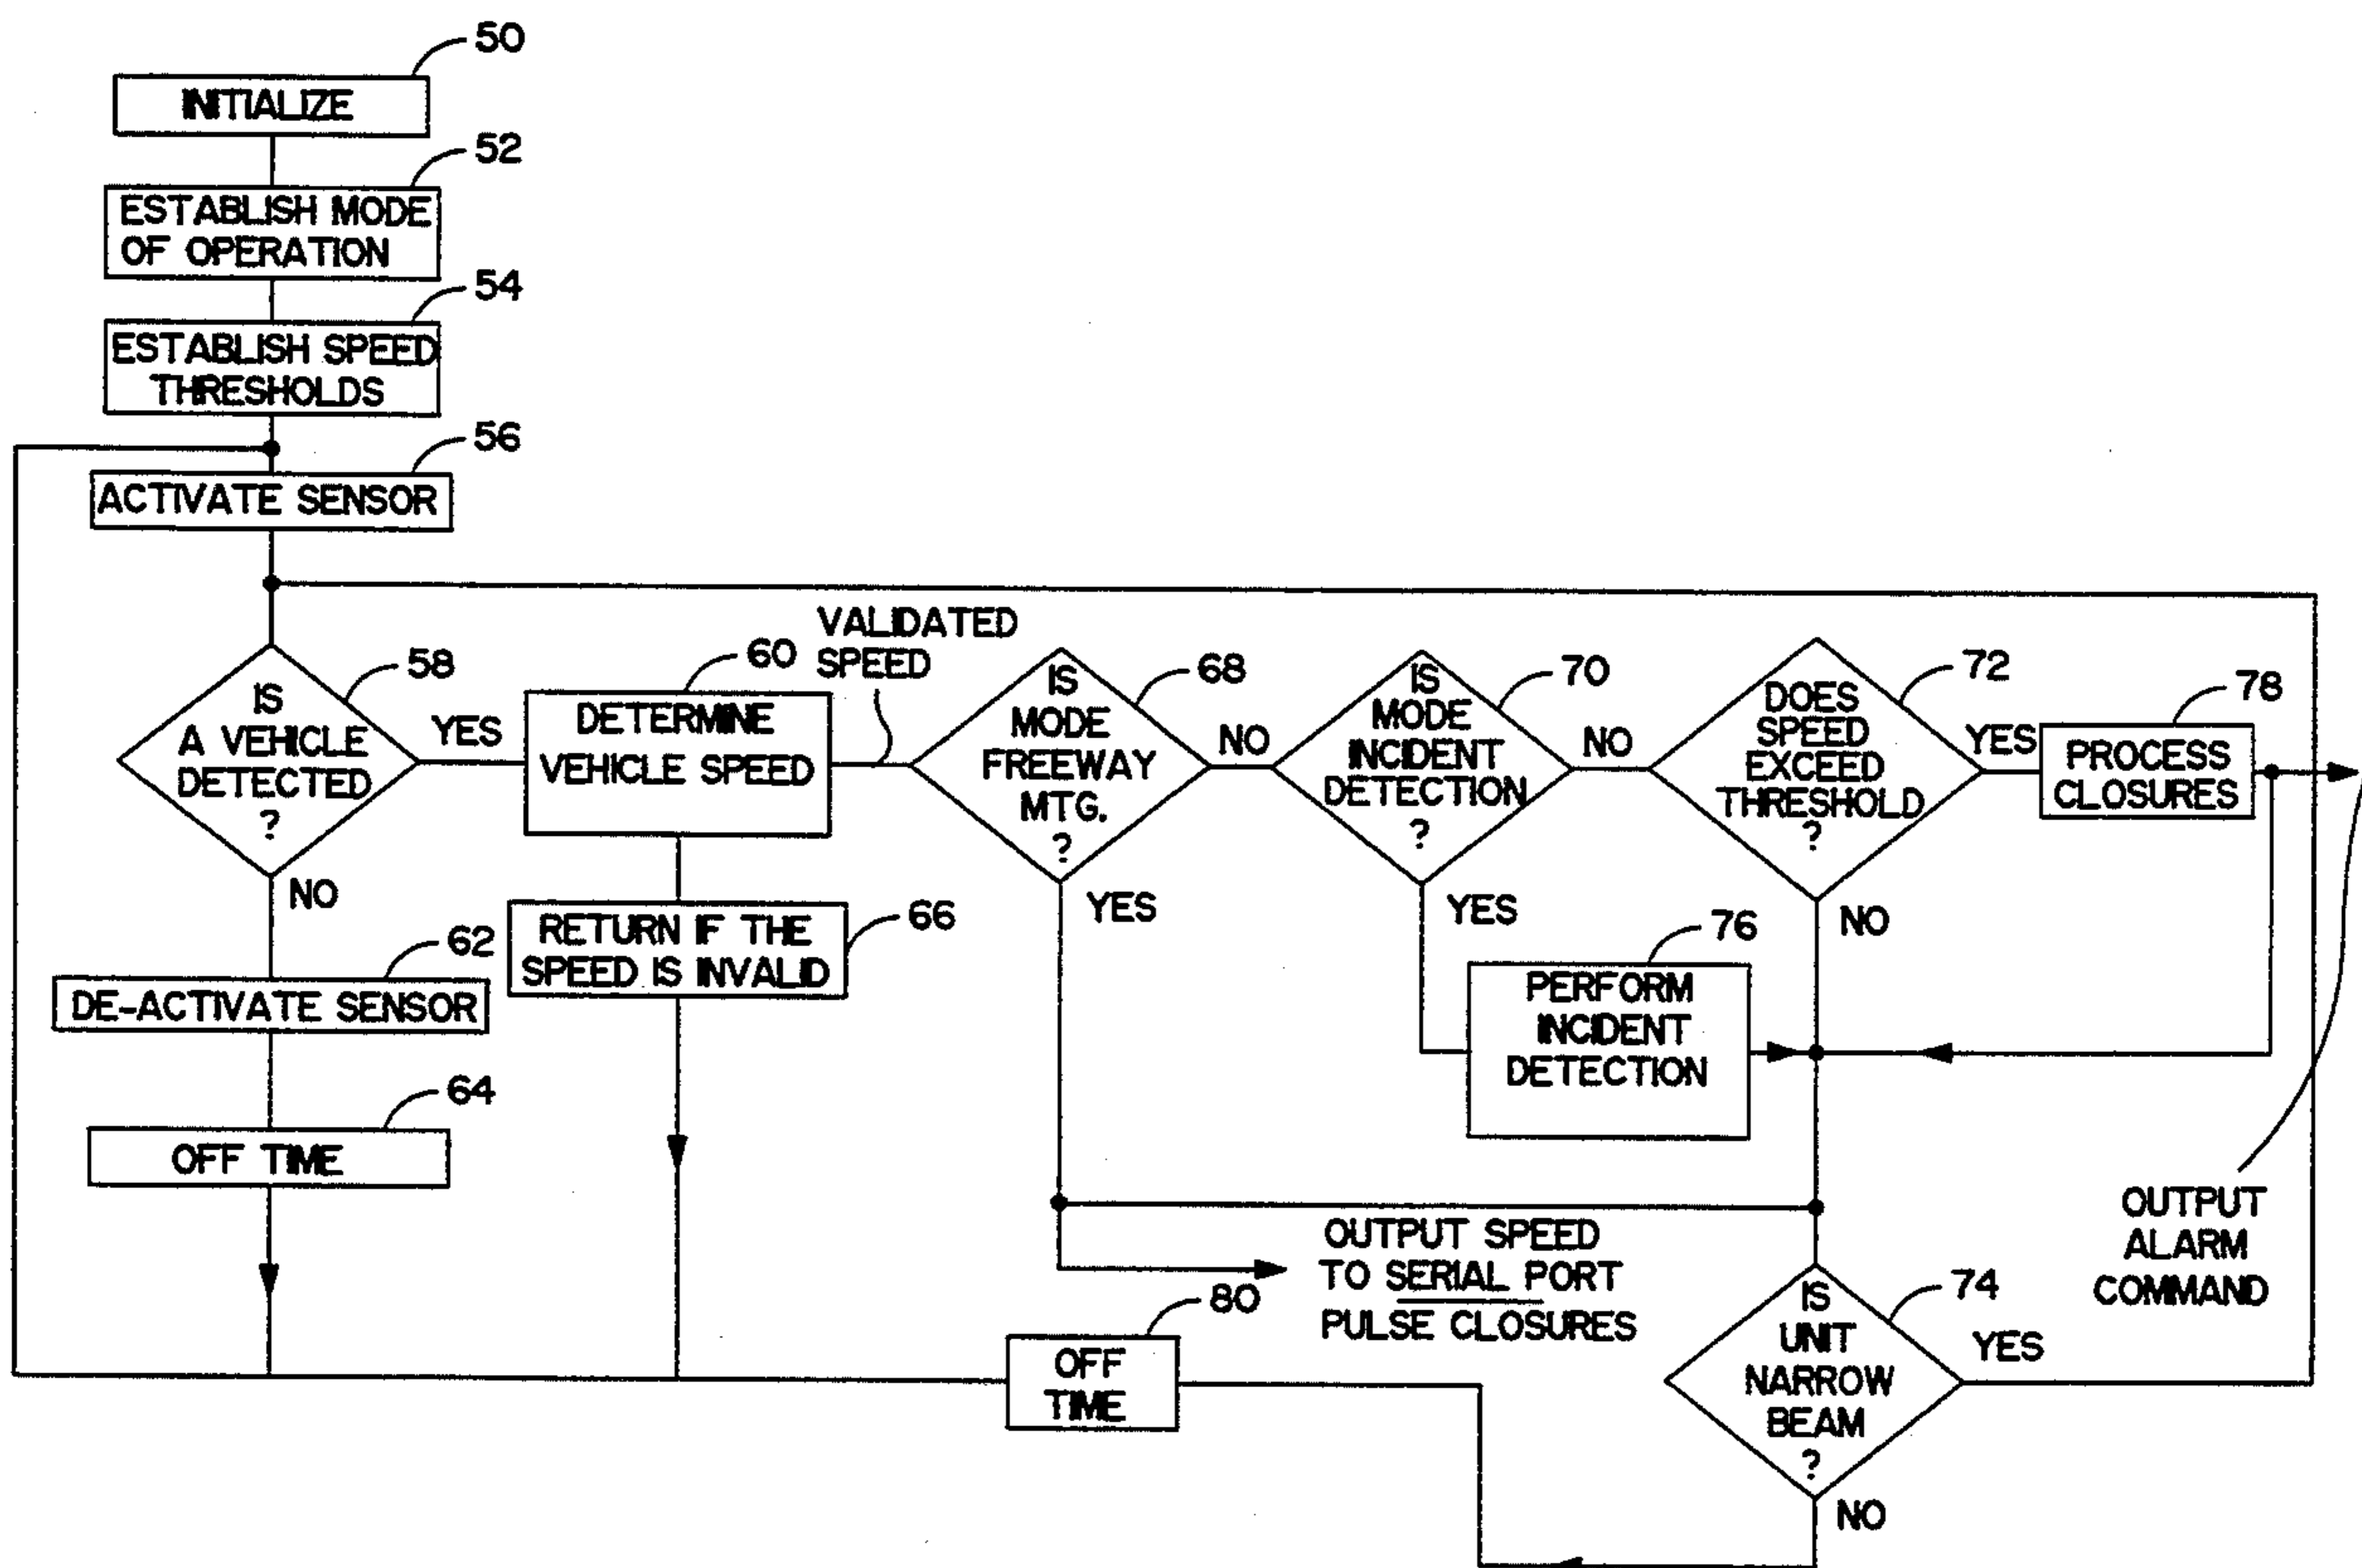 50
INITIALIZE
52
ESTABLISH MODE
OF OPERATION
54
ESTABLISH SPEED
THRESHOLDS
56
ACTIVATE SENSOR
58
IS
A VEHICLE
DETECTED
?
YES
NO
60
DETERMINE
VEHICLE SPEED
VALIDATED
SPEED
62
DE-ACTIVATE SENSOR
64
OFF TIME
66
RETURN IF THE
SPEED IS INVALID
68
IS
MODE
FREEWAY
MTG.
?
NO
YES
70
IS
MODE
INCIDENT
DETECTION
?
NO
YES
72
DOES
SPEED
EXCEED
THRESHOLD
?
YES
NO
78
PROCESS
CLOSURES
76
PERFORM
INCIDENT
DETECTION
OUTPUT
ALARM
COMMAND
OUTPUT SPEED
TO SERIAL PORT
PULSE CLOSURES
80
OFF
TIME
74
IS
UNIT
NARROW
BEAM
?
YES
NO